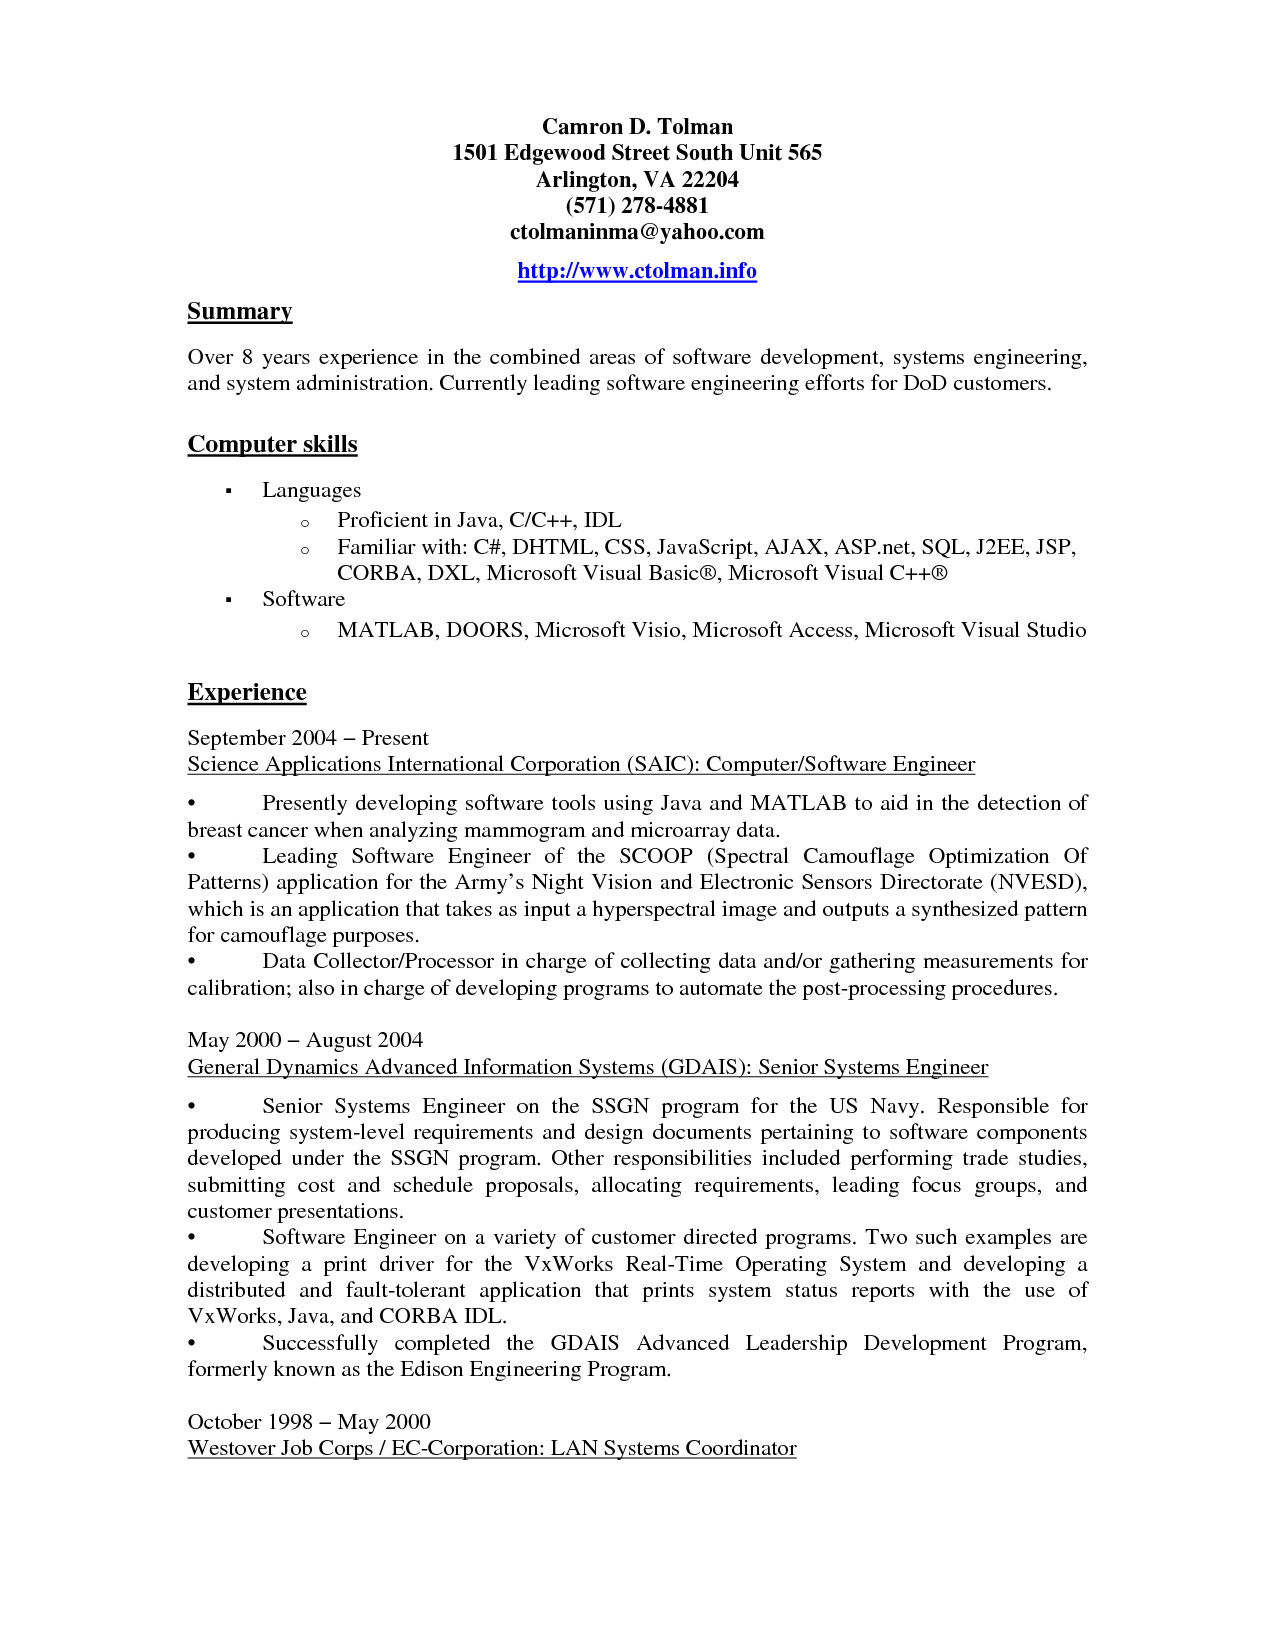 Camron D. Tolman
1501 Edgewood Street South Unit 565
Arlington, VA 22204
(571) 278-4881
ctolmaninma@yahoo.com
http://www.ctolman.info
Summary
Over 8 years experience in the combined areas of software development, systems engineering,
and system administration. Currently leading software engineering efforts for DoD customers.
Computer skills
▪ Languages
o Proficient in Java, C/C++, IDL
o Familiar with: C#, DHTML, CSS, JavaScript, AJAX, ASP.net, SQL, J2EE, JSP,
CORBA, DXL, Microsoft Visual Basic®, Microsoft Visual C++®
▪ Software
o MATLAB, DOORS, Microsoft Visio, Microsoft Access, Microsoft Visual Studio
Experience
September 2004 – Present
Science Applications International Corporation (SAIC): Computer/Software Engineer
• Presently developing software tools using Java and MATLAB to aid in the detection of
breast cancer when analyzing mammogram and microarray data.
• Leading Software Engineer of the SCOOP (Spectral Camouflage Optimization Of
Patterns) application for the Army's Night Vision and Electronic Sensors Directorate (NVESD),
which is an application that takes as input a hyperspectral image and outputs a synthesized pattern
for camouflage purposes.
• Data Collector/Processor in charge of collecting data and/or gathering measurements for
calibration; also in charge of developing programs to automate the post-processing procedures.
May 2000 – August 2004
General Dynamics Advanced Information Systems (GDAIS): Senior Systems Engineer
• Senior Systems Engineer on the SSGN program for the US Navy. Responsible for
producing system-level requirements and design documents pertaining to software components
developed under the SSGN program. Other responsibilities included performing trade studies,
submitting cost and schedule proposals, allocating requirements, leading focus groups, and
customer presentations.
• Software Engineer on a variety of customer directed programs. Two such examples are
developing a print driver for the VxWorks Real-Time Operating System and developing a
distributed and fault-tolerant application that prints system status reports with the use of
VxWorks, Java, and CORBA IDL.
• Successfully completed the GDAIS Advanced Leadership Development Program,
formerly known as the Edison Engineering Program.
October 1998 – May 2000
Westover Job Corps / EC-Corporation: LAN Systems Coordinator